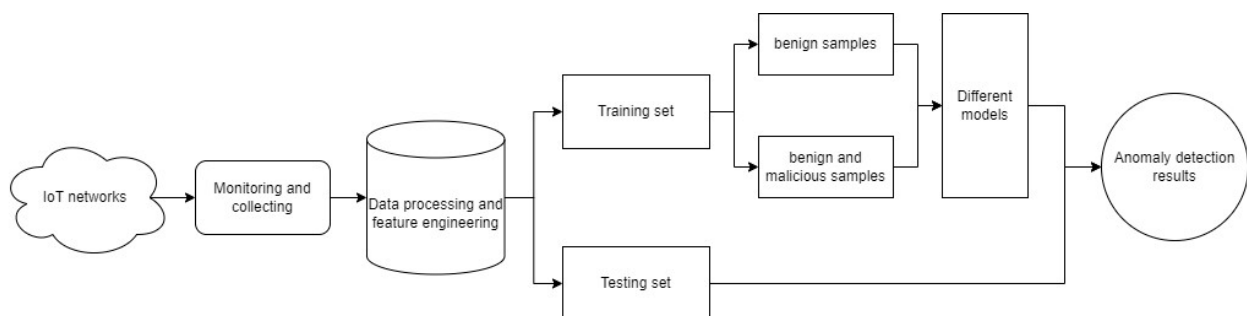 IoT networks
Monitoring and
collecting
Data processing and
feature engineering
Training set
Testing set
benign samples
benign and
malicious samples
Different
models
Anomaly detection
results